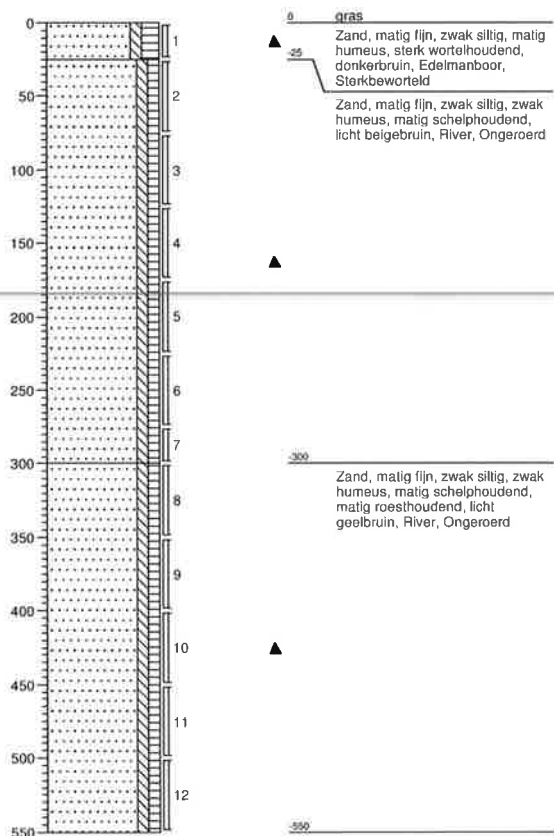 0
50
100
150
200
250
300
350
400
450
500
550
1
2
3
4
5
6
7
8
9
10
11
12
0
gras
Zand, matig fijn, zwak siltig, matig
humeus, sterk wortelhoudend,
donkerbruin, Edelmanboor,
Sterkbeworteld
-25
Zand, matig fijn, zwak siltig, zwak
humeus, matig schelphoudend,
licht beigebruin, River, Ongeroerd
-300
Zand, matig fijn, zwak siltig, zwak
humeus, matig schelphoudend,
matig roesthoudend, licht
geelbruin, River, Ongeroerd
-550